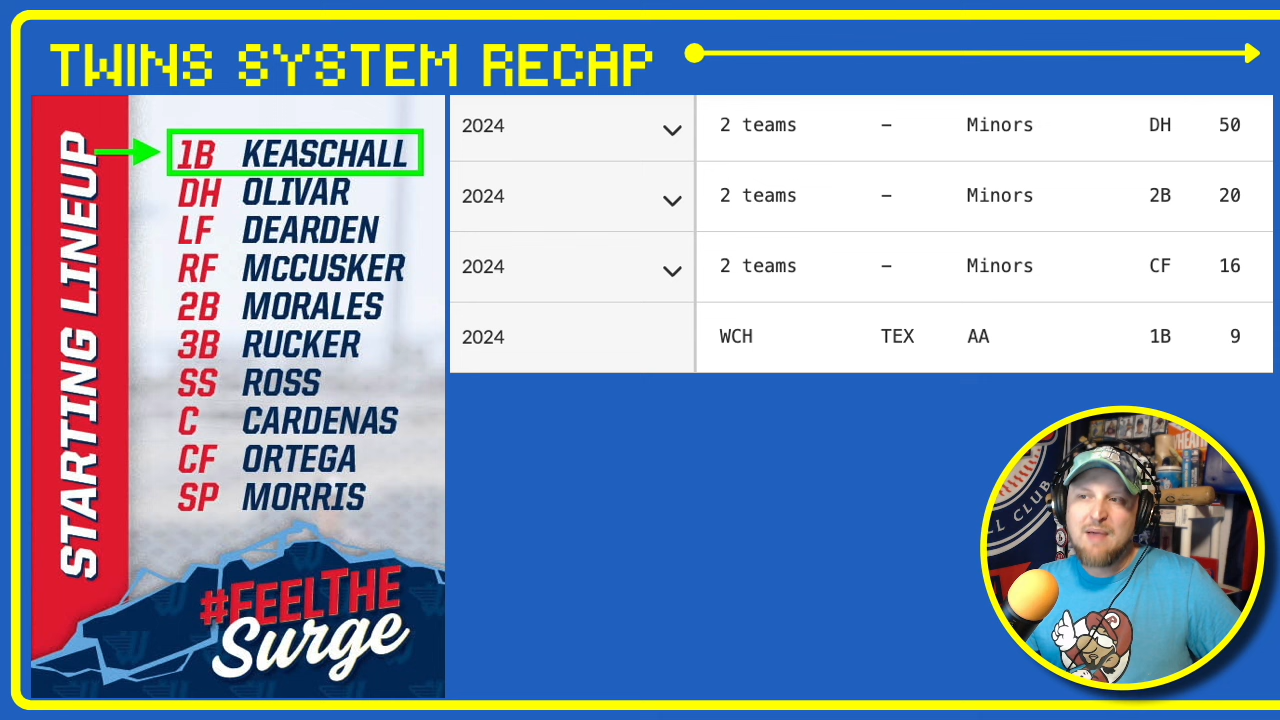 TWINS SYSTEM RECAP
STARTING LINEUP
1B KEASCHALL
DH OLIVAR
LF DEARDEN
RF McCUSKER
2B MORALES
3B RUCKER
SS ROSS
C CARDENAS
CF ORTEGA
SP MORRIS
#FEELTHE
Surge
2024 2 teams – Minors DH 50
2024 2 teams – Minors 2B 20
2024 2 teams – Minors CF 16
2024 WCH TEX AA 1B 9
LL CLUB